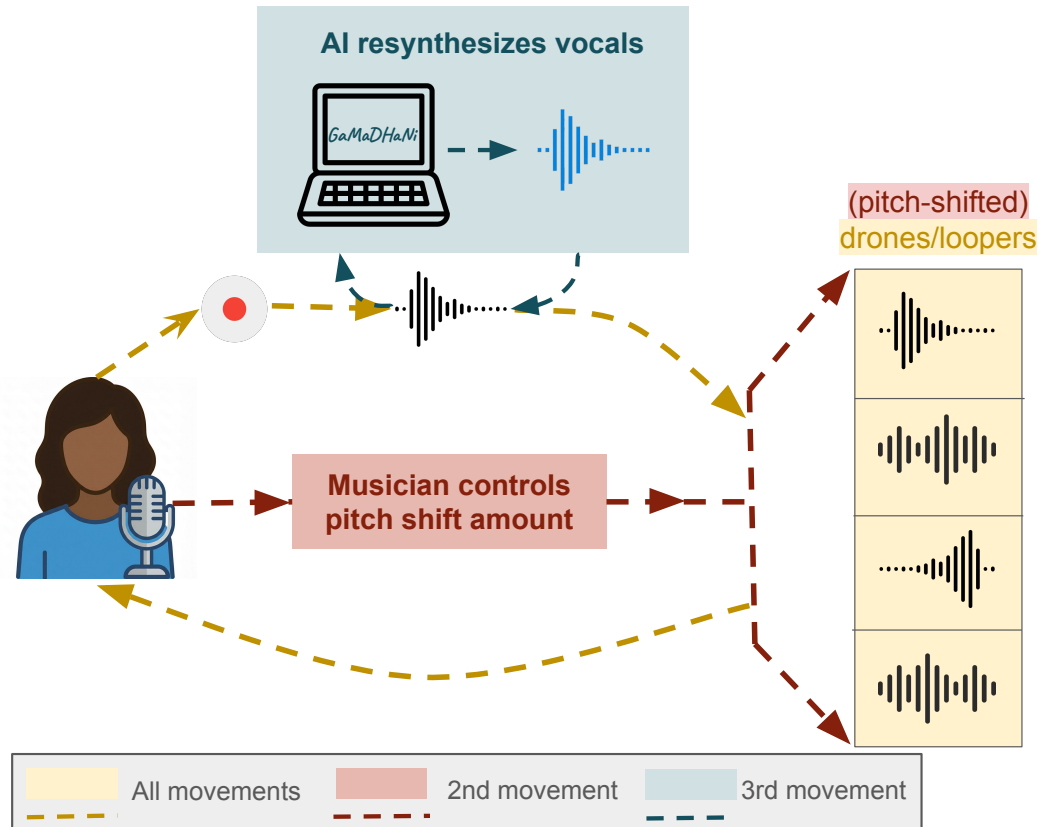 AI resynthesizes vocals
GaMaDHaNi
(pitch-shifted)
drones/loopers
Musician controls
pitch shift amount
All movements
2nd movement
3rd movement